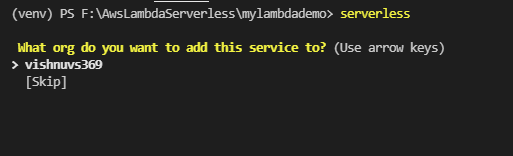 (venv) PS F:\AwsLambdaServerless\mylambdademo> serverless
What org do you want to add this service to? (Use arrow keys)
> vishnuvs369
[Skip]